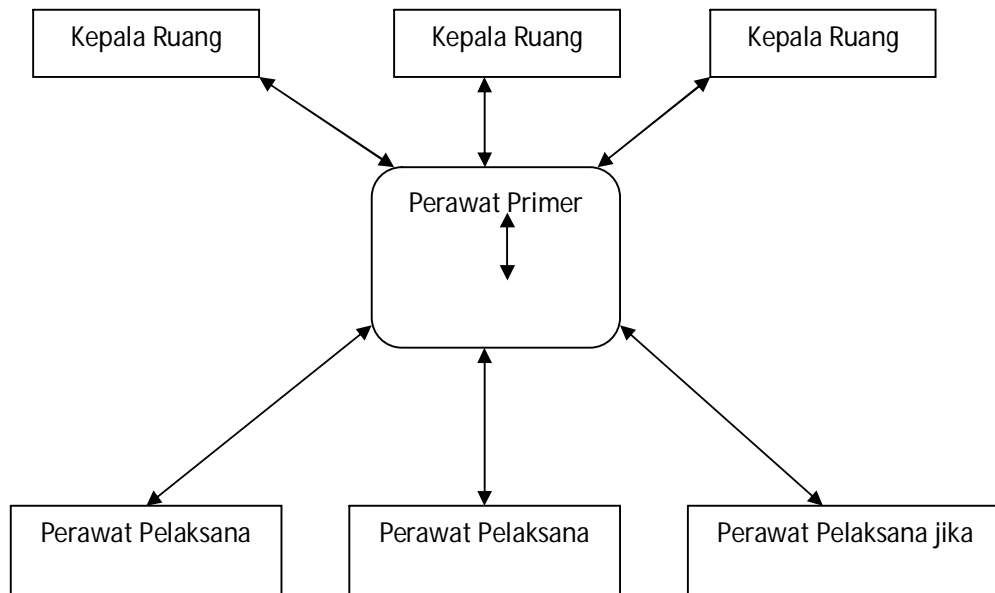 Kepala Ruang
Kepala Ruang
Kepala Ruang
Perawat Primer
Perawat Pelaksana
Perawat Pelaksana
Perawat Pelaksana jika